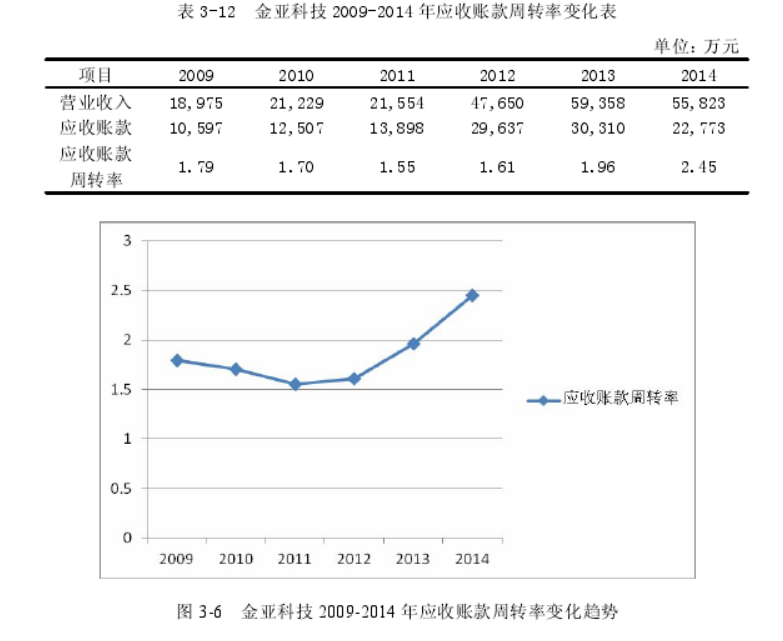 表 3-12 金亚科技 2009-2014 年应收账款周转率变化表
单位：万元
项目 2009 2010 2011 2012 2013 2014
营业收入 18,975 21,229 21,554 47,650 59,358 55,823
应收账款 10,597 12,507 13,898 29,637 30,310 22,773
应收账款
周转率 1.79 1.70 1.55 1.61 1.96 2.45
3
2.5
2
1.5
1
0.5
0
2009 2010 2011 2012 2013 2014
应收账款周转率
图 3-6 金亚科技 2009-2014 年应收账款周转率变化趋势